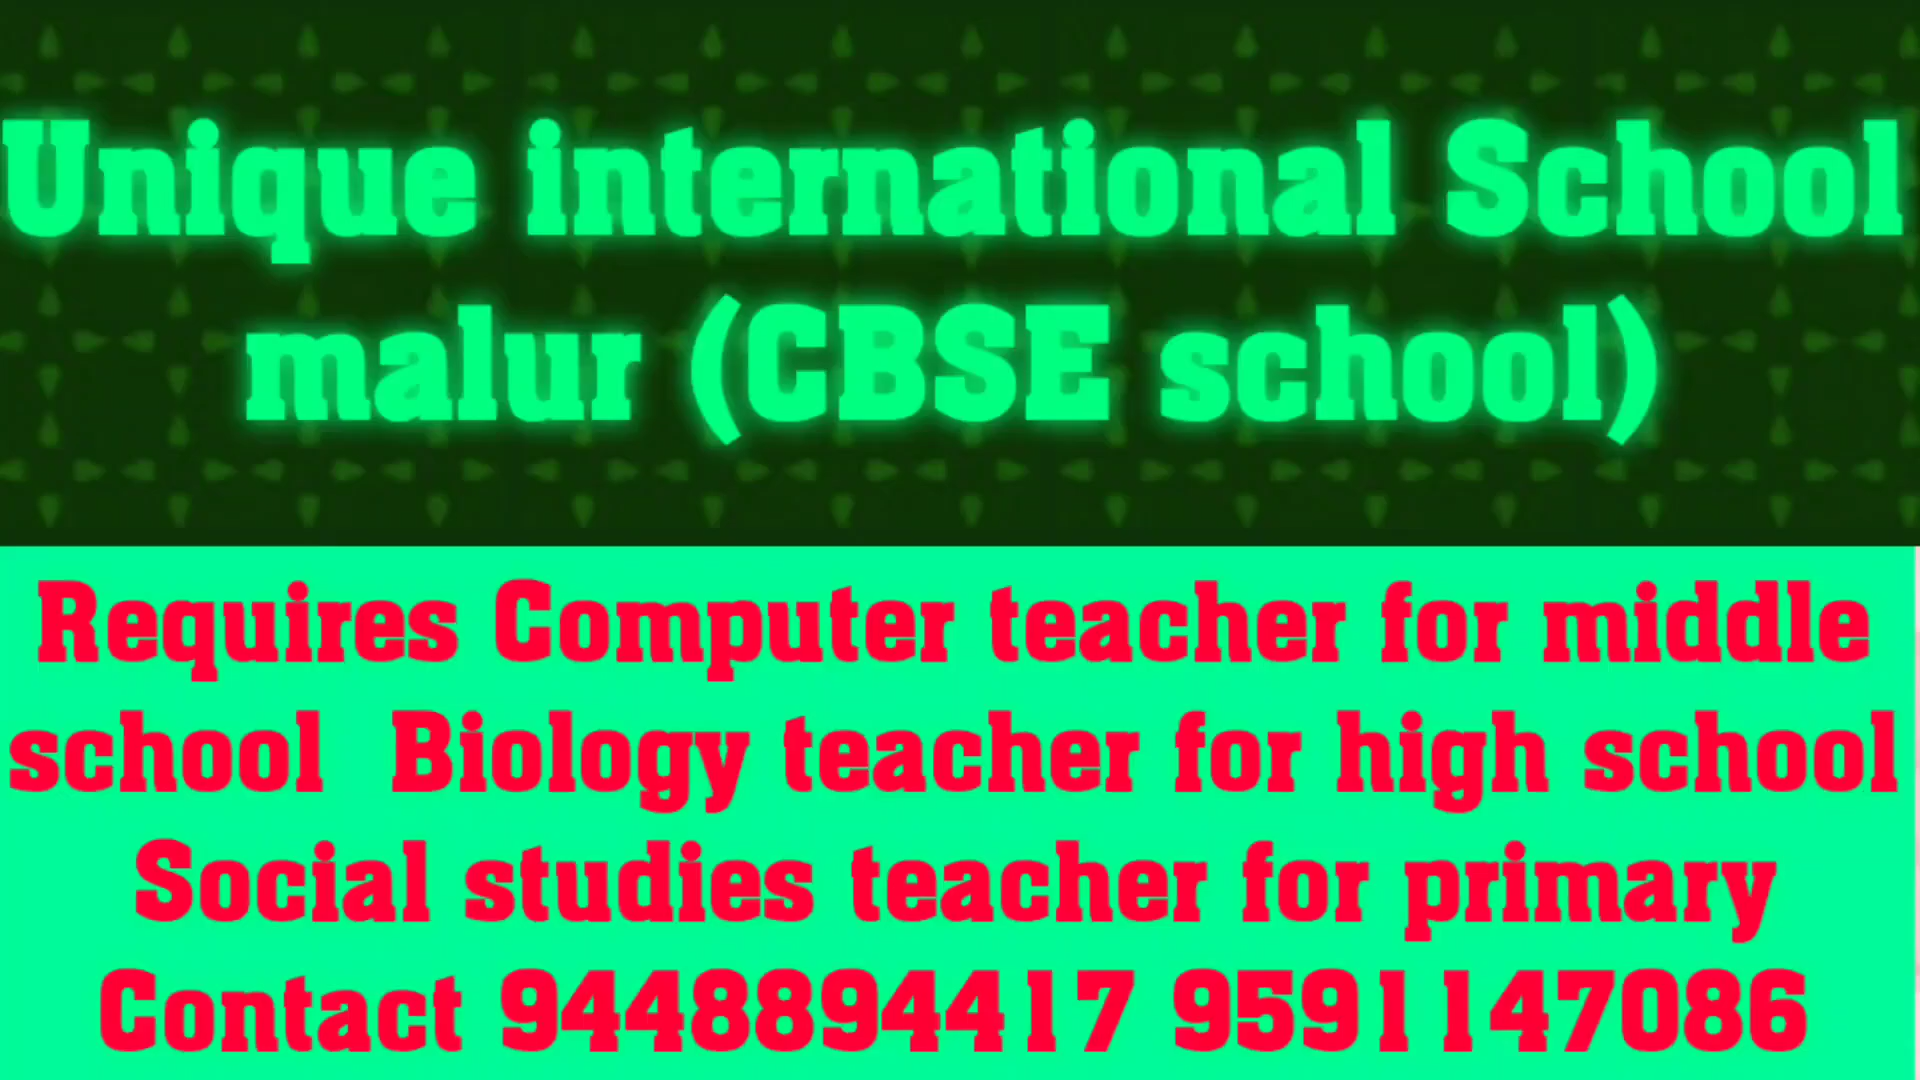 Unique international School
malur (CBSE school)
Requires Computer teacher for middle
school Biology teacher for high school
Social studies teacher for primary
Contact 9448894417 9591147086